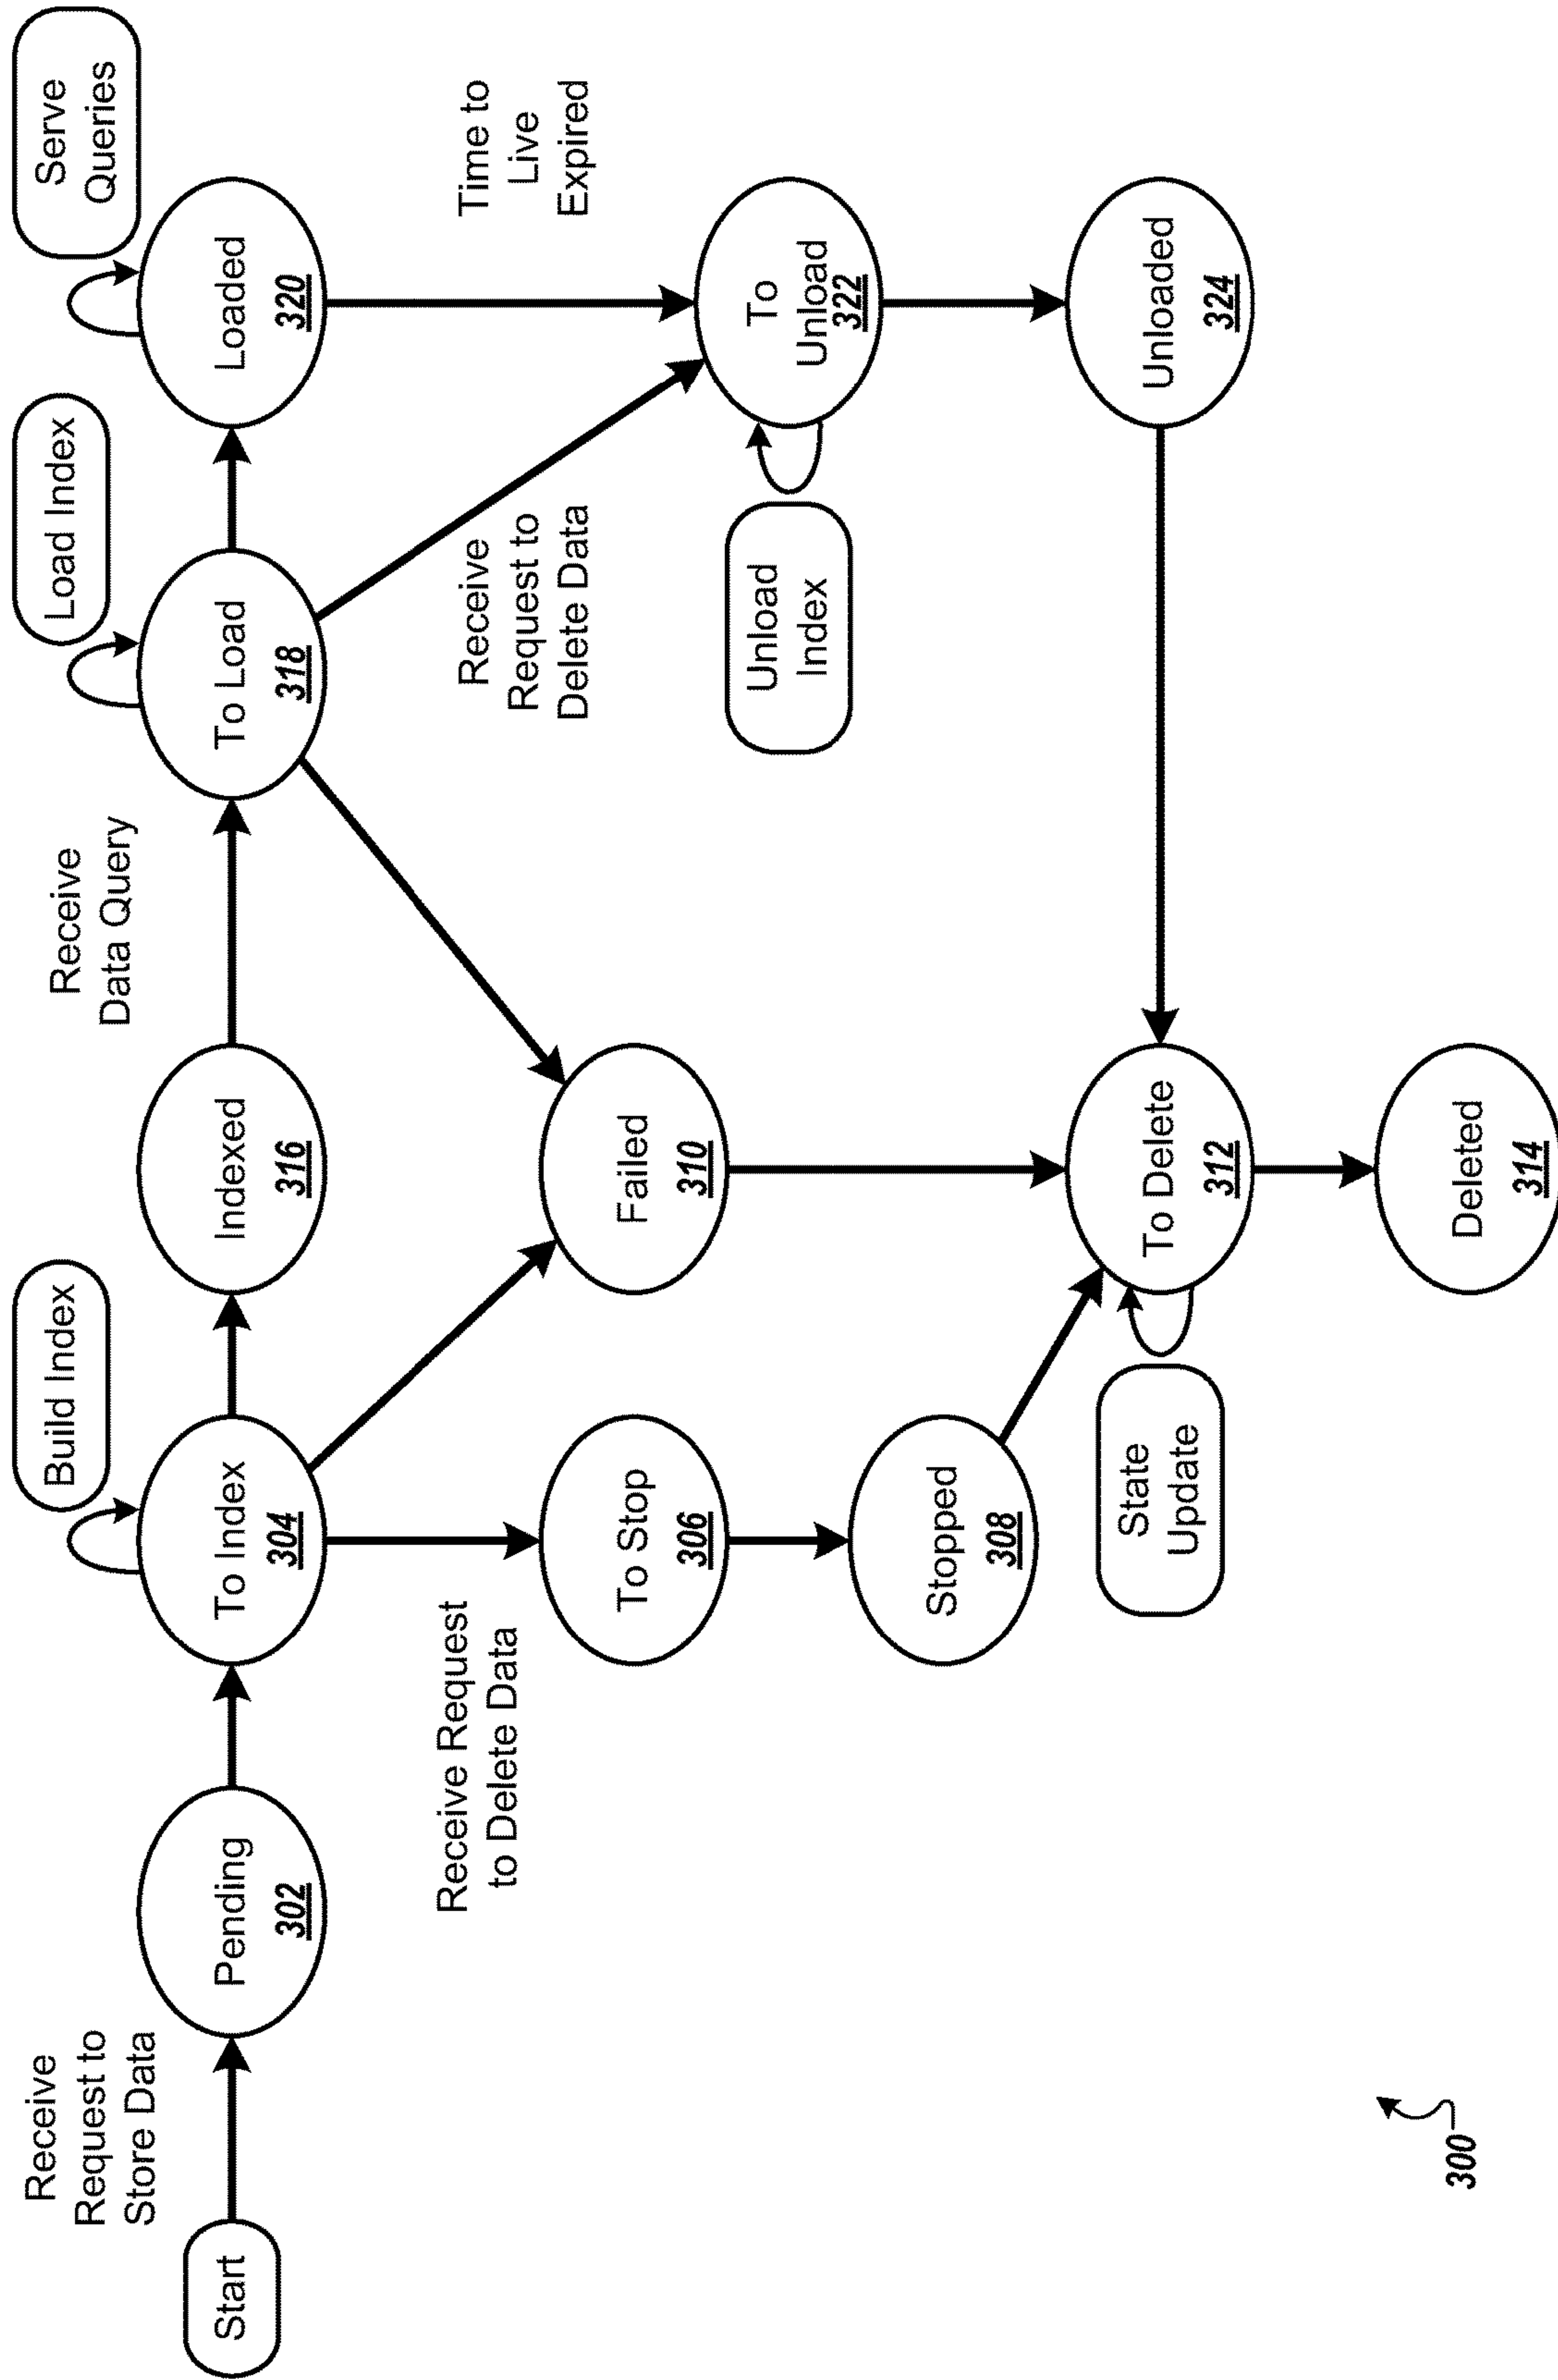 Receive
Request to
Store Data
Start
Pending
302
Build Index
To Index
304
Indexed
316
Receive
Data Query
Load Index
To Load
318
Serve
Queries
Loaded
320
Receive Request
to Delete Data
To Stop
306
Failed
310
Receive
Request to
Delete Data
Time to
Live
Expired
To
Unload
322
Unload
Index
Stopped
308
State
Update
To Delete
312
Unloaded
324
Deleted
314
300